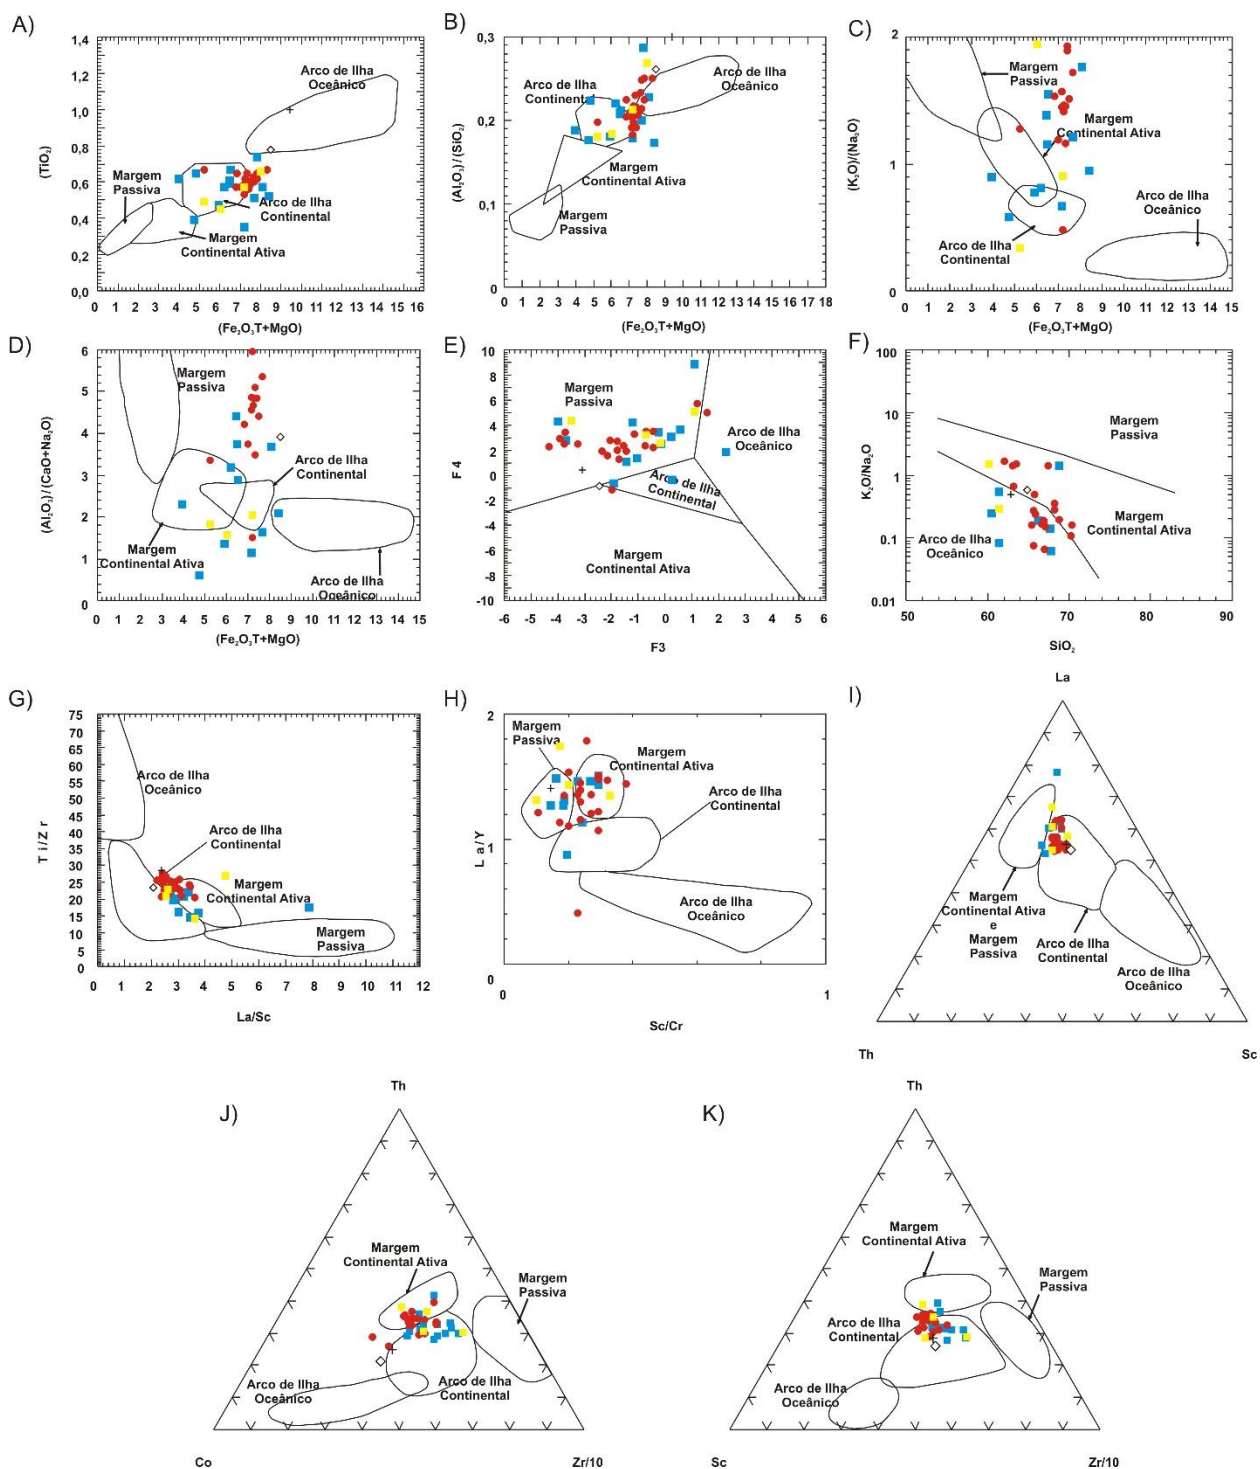 A)
1,4
1,2
1,0
0,8
0,6
0,4
0,2
0,0
(TiO₂)
Arco de Ilha
Oceânico
Margem
Passiva
Arco de Ilha
Continental
Margem
Continental Ativa
0 1 2 3 4 5 6 7 8 9 10 11 12 13 14 15 16
(Fe₂O₃T+MgO)
B)
0,3
0,2
0,1
0
(Al₂O₃)/(SiO₂)
Arco de Ilha
Continental
Arco de Ilha
Oceânico
Margem
Continental Ativa
Margem
Passiva
0 1 2 3 4 5 6 7 8 9 10 11 12 13 14 15 16 17 18
(Fe₂O₃T+MgO)
C)
2
1
0
(K₂O)/(Na₂O)
Margem
Passiva
Margem
Continental Ativa
Arco de Ilha
Oceânico
Arco de Ilha
Continental
0 1 2 3 4 5 6 7 8 9 10 11 12 13 14 15
(Fe₂O₃T+MgO)
D)
6
5
4
3
2
1
0
(Al₂O₃)/(CaO+Na₂O)
Margem
Passiva
Arco de Ilha
Continental
Margem
Continental Ativa
Arco de Ilha
Oceânico
0 1 2 3 4 5 6 7 8 9 10 11 12 13 14 15
(Fe₂O₃T+MgO)
E)
10
8
6
4
2
0
-2
-4
-6
-8
-10
F 4
Margem
Passiva
Arco de Ilha
Oceânico
Arco de Ilha
Continental
Margem
Continental Ativa
-6 -5 -4 -3 -2 -1 0 1 2 3 4 5 6
F3
F)
100
10
1
0.1
0.01
K₂O/Na₂O
Margem
Passiva
Margem
Continental Ativa
Arco de Ilha
Oceânico
50 60 70 80 90
SiO₂
G)
75
70
65
60
55
50
45
40
35
30
25
20
15
10
5
0
T i/Z r
Arco de Ilha
Oceânico
Arco de Ilha
Continental
Margem
Continental Ativa
Margem
Passiva
0 1 2 3 4 5 6 7 8 9 10 11 12
La/Sc
H)
2
1
0
L a/Y
Margem
Passiva
Margem
Continental Ativa
Arco de Ilha
Continental
Arco de Ilha
Oceânico
0 1
Sc/Cr
I)
La
Margem
Continental Ativa
e
Margem
Passiva
Arco de Ilha
Continental
Arco de Ilha
Oceânico
Th Sc
J)
Th
Margem
Continental Ativa
Margem
Passiva
Arco de Ilha
Oceânico
Arco de Ilha
Continental
Co Zr/10
K)
Th
Margem
Continental Ativa
Margem
Passiva
Arco de Ilha
Continental
Arco de Ilha
Oceânico
Sc Zr/10